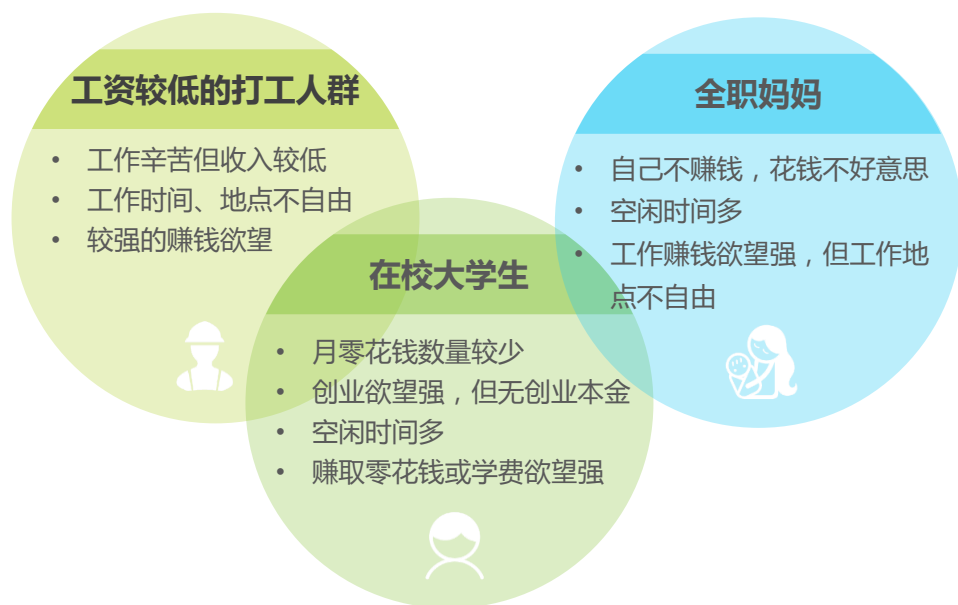 工资较低的打工人群
• 工作辛苦但收入较低
• 工作时间、地点不自由
• 较强的赚钱欲望
全职妈妈
• 自己不赚钱，花钱不好意思
• 空闲时间多
• 工作赚钱欲望强，但工作地
点不自由
在校大学生
• 月零花钱数量较少
• 创业欲望强，但无创业本金
• 空闲时间多
• 赚取零花钱或学费欲望强